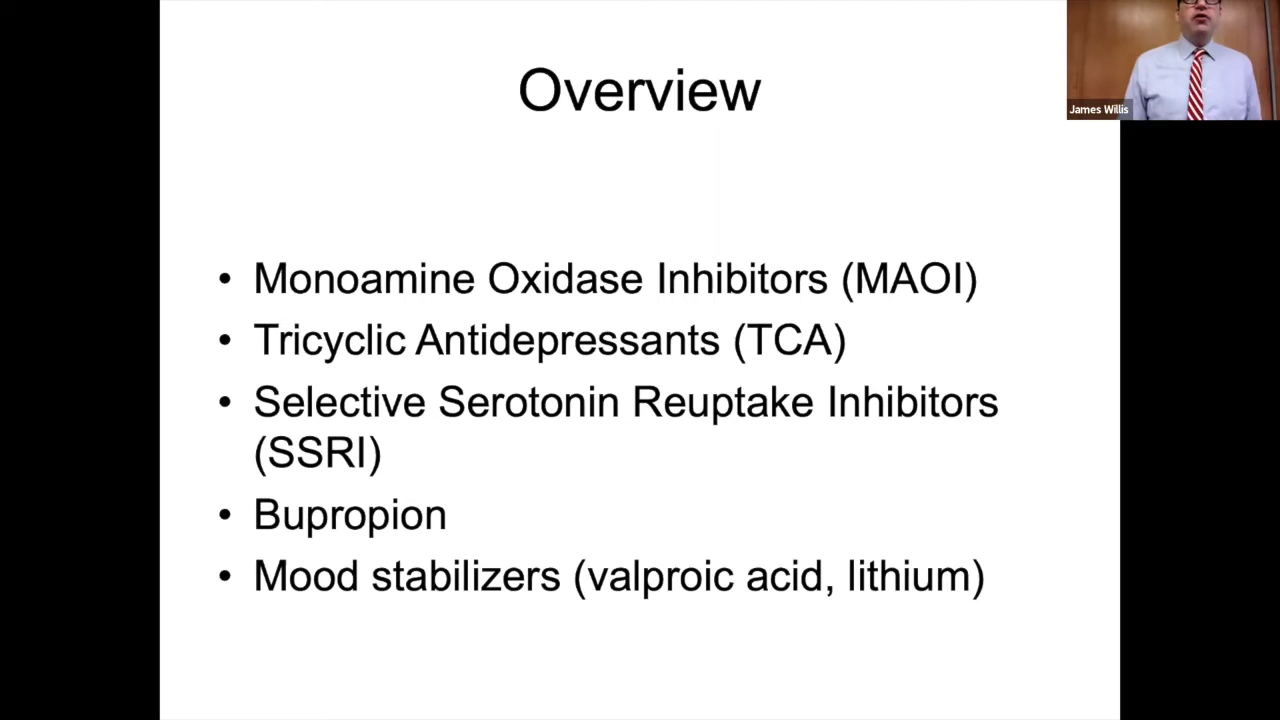 Overview
James Willis
• Monoamine Oxidase Inhibitors (MAOI)
• Tricyclic Antidepressants (TCA)
• Selective Serotonin Reuptake Inhibitors
(SSRI)
• Bupropion
• Mood stabilizers (valproic acid, lithium)